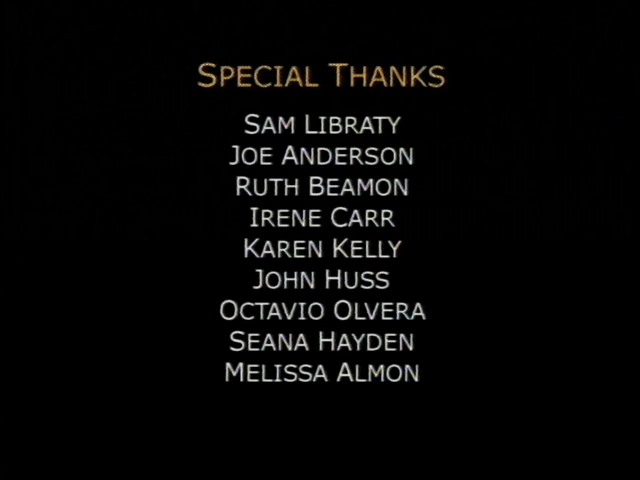 SPECIAL THANKS
SAM LIBRATY
JOE ANDERSON
RUTH BEAMON
IRENE CARR
KAREN KELLY
JOHN HUSS
OCTAVIO OLVERA
SEANA HAYDEN
MELISSA ALMON